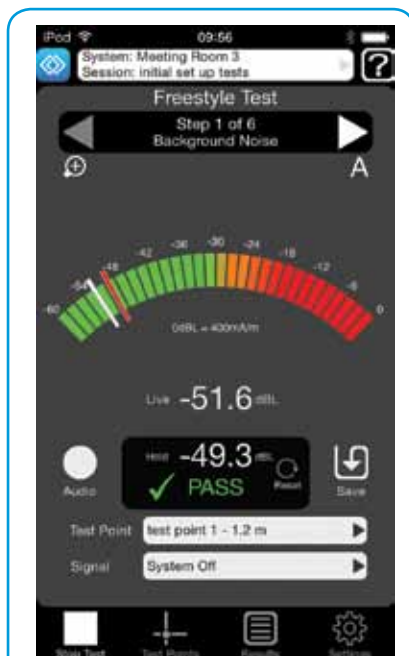 iPod 09:56
System: Meeting Room 3
Session: initial set up tests
?
Freestyle Test
Step 1 of 6
Background Noise
A
-60 -54 -48 -42 -36 -30 -24 -18 -12 -6 0
0dBL = 400mA/m
Live -51.6 dBL
Hold -49.3 dBL
PASS
Reset
Audio
Save
Test Point test point 1 - 1.2 m
Signal System Off
Stop Test Test Points Results Settings